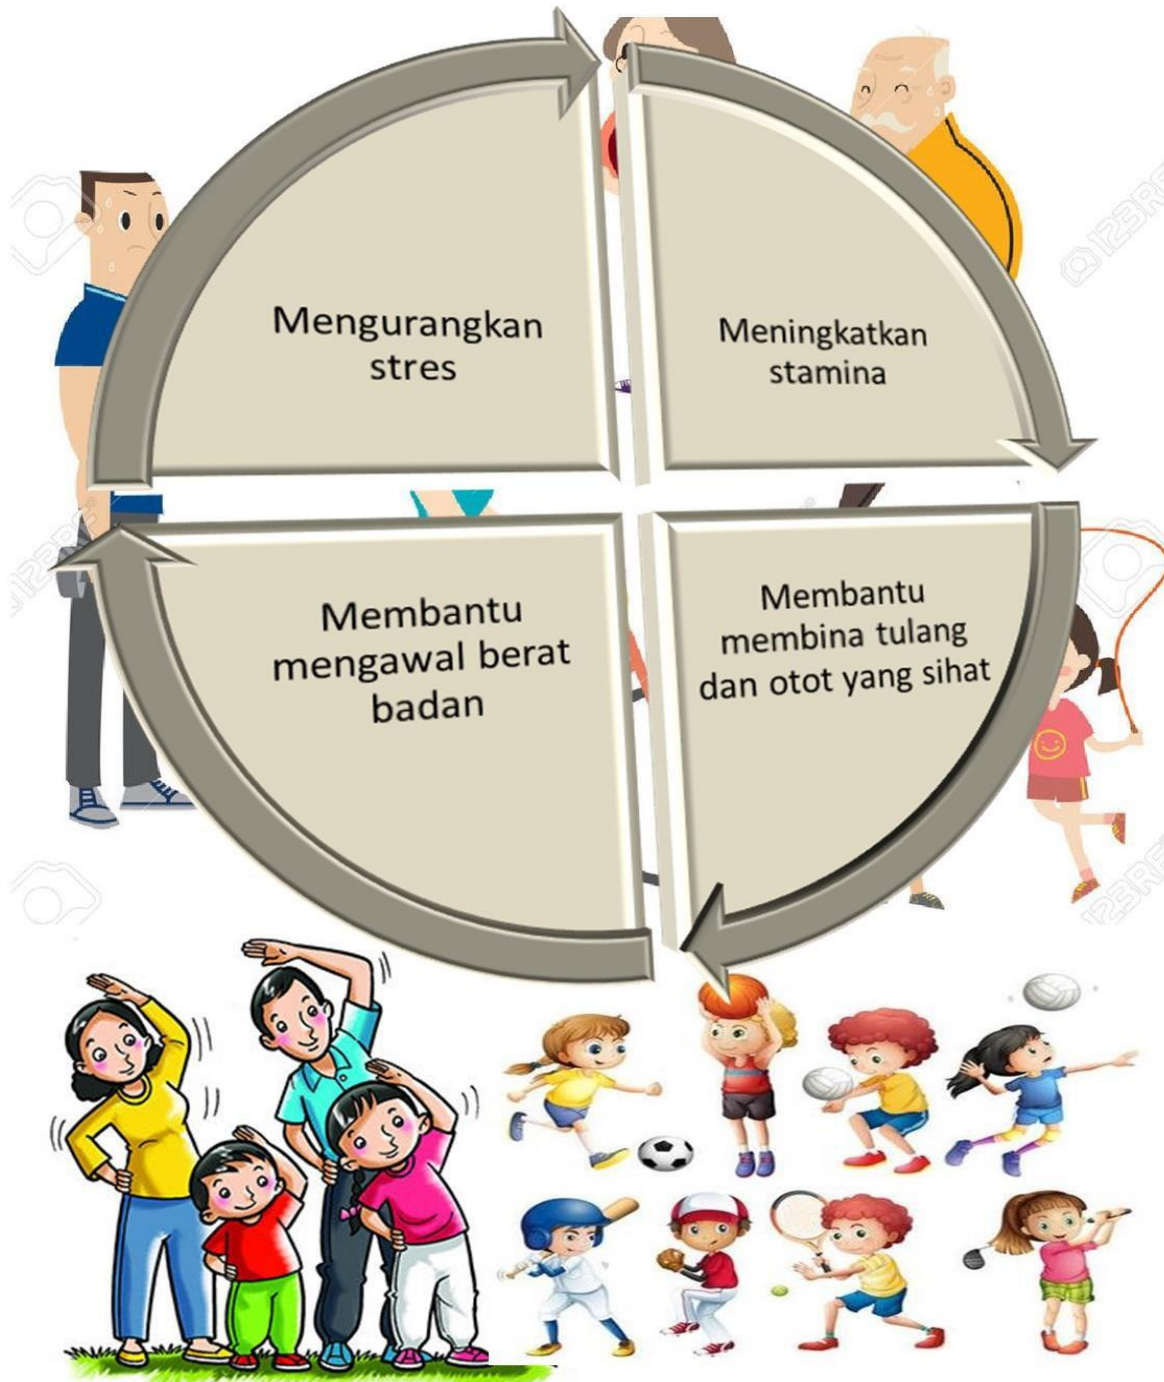 Mengurangkan
stres
Meningkatkan
stamina
Membantu
mengawal berat
badan
Membantu
membina tulang
dan otot yang sihat